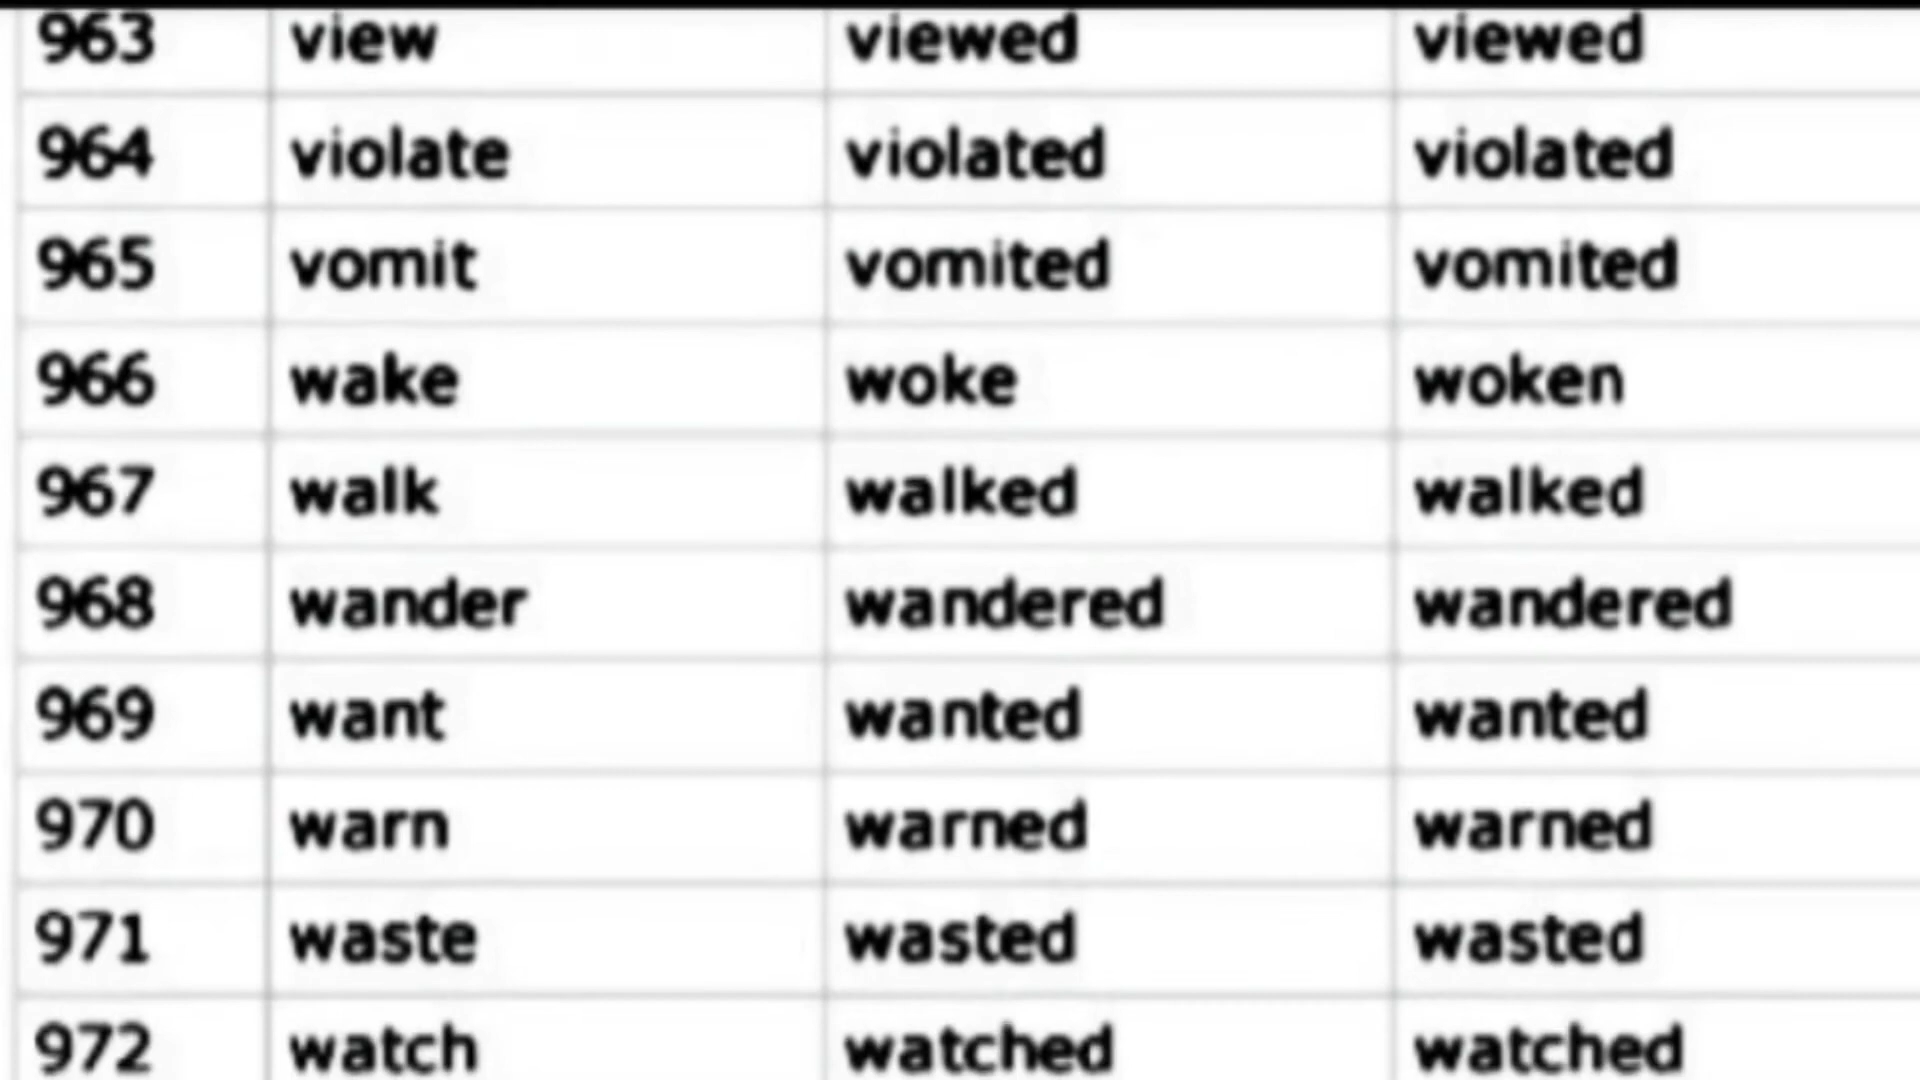 963 view viewed viewed
964 violate violated violated
965 vomit vomited vomited
966 wake woke woken
967 walk walked walked
968 wander wandered wandered
969 want wanted wanted
970 warn warned warned
971 waste wasted wasted
972 watch watched watched